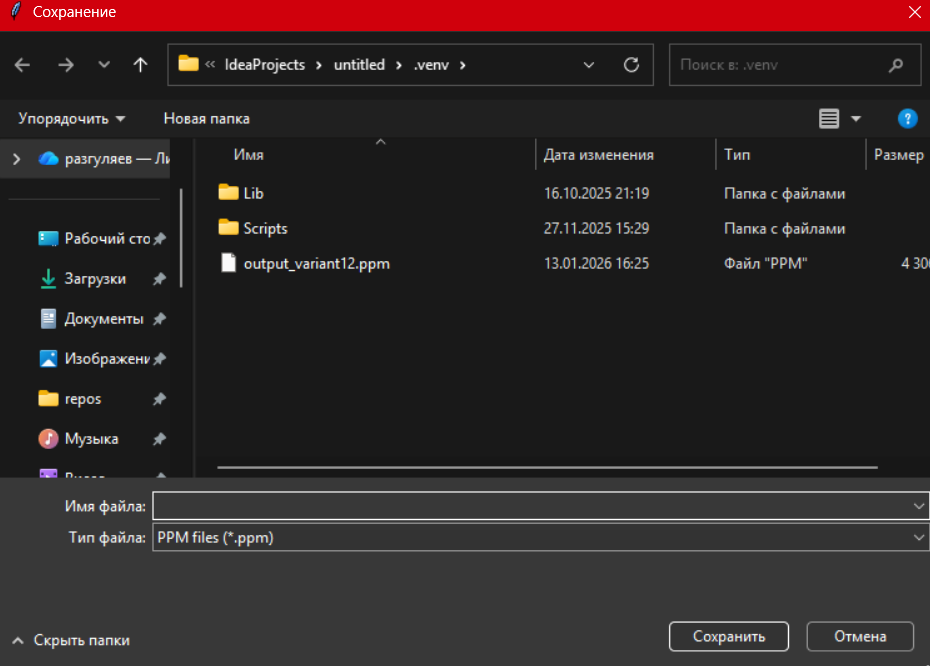 Сохранение
« IdeaProjects › untitled › .venv ›
Поиск в: .venv
Упорядочить
Новая папка
Имя
Дата изменения
Тип
Размер
разгуляев — Ли
Lib 16.10.2025 21:19 Папка с файлами
Scripts 27.11.2025 15:29 Папка с файлами
output_variant12.ppm 13.01.2026 16:25 Файл "PPM" 4 30
Рабочий сто
Загрузки
Документы
Изображени
repos
Музыка
Имя файла:
Тип файла: PPM files (*.ppm)
Скрыть папки
Сохранить
Отмена